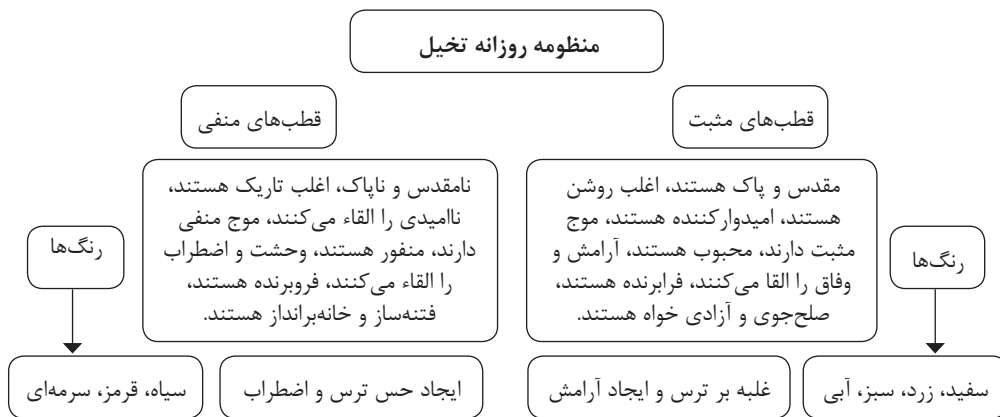 منظومه روزانه تخیل
قطب‌های مثبت
قطب‌های منفی
مقدس و پاک هستند، اغلب روشن
هستند، امیدوارکننده هستند، موج
مثبت دارند، محبوب هستند، آرامش و
وفاق را القا می‌کنند، فرابرنده هستند،
صلح‌جوی و آزادی خواه هستند.
نامقدس و ناپاک، اغلب تاریک هستند،
ناامیدی را القاء می‌کنند، موج منفی
دارند، منفور هستند، وحشت و اضطراب
را القاء می‌کنند، فروبرنده هستند،
فتنه‌ساز و خانه‌برانداز هستند.
رنگ‌ها
رنگ‌ها
سفید، زرد، سبز، آبی
غلبه بر ترس و ایجاد آرامش
ایجاد حس ترس و اضطراب
سیاه، قرمز، سرمه‌ای